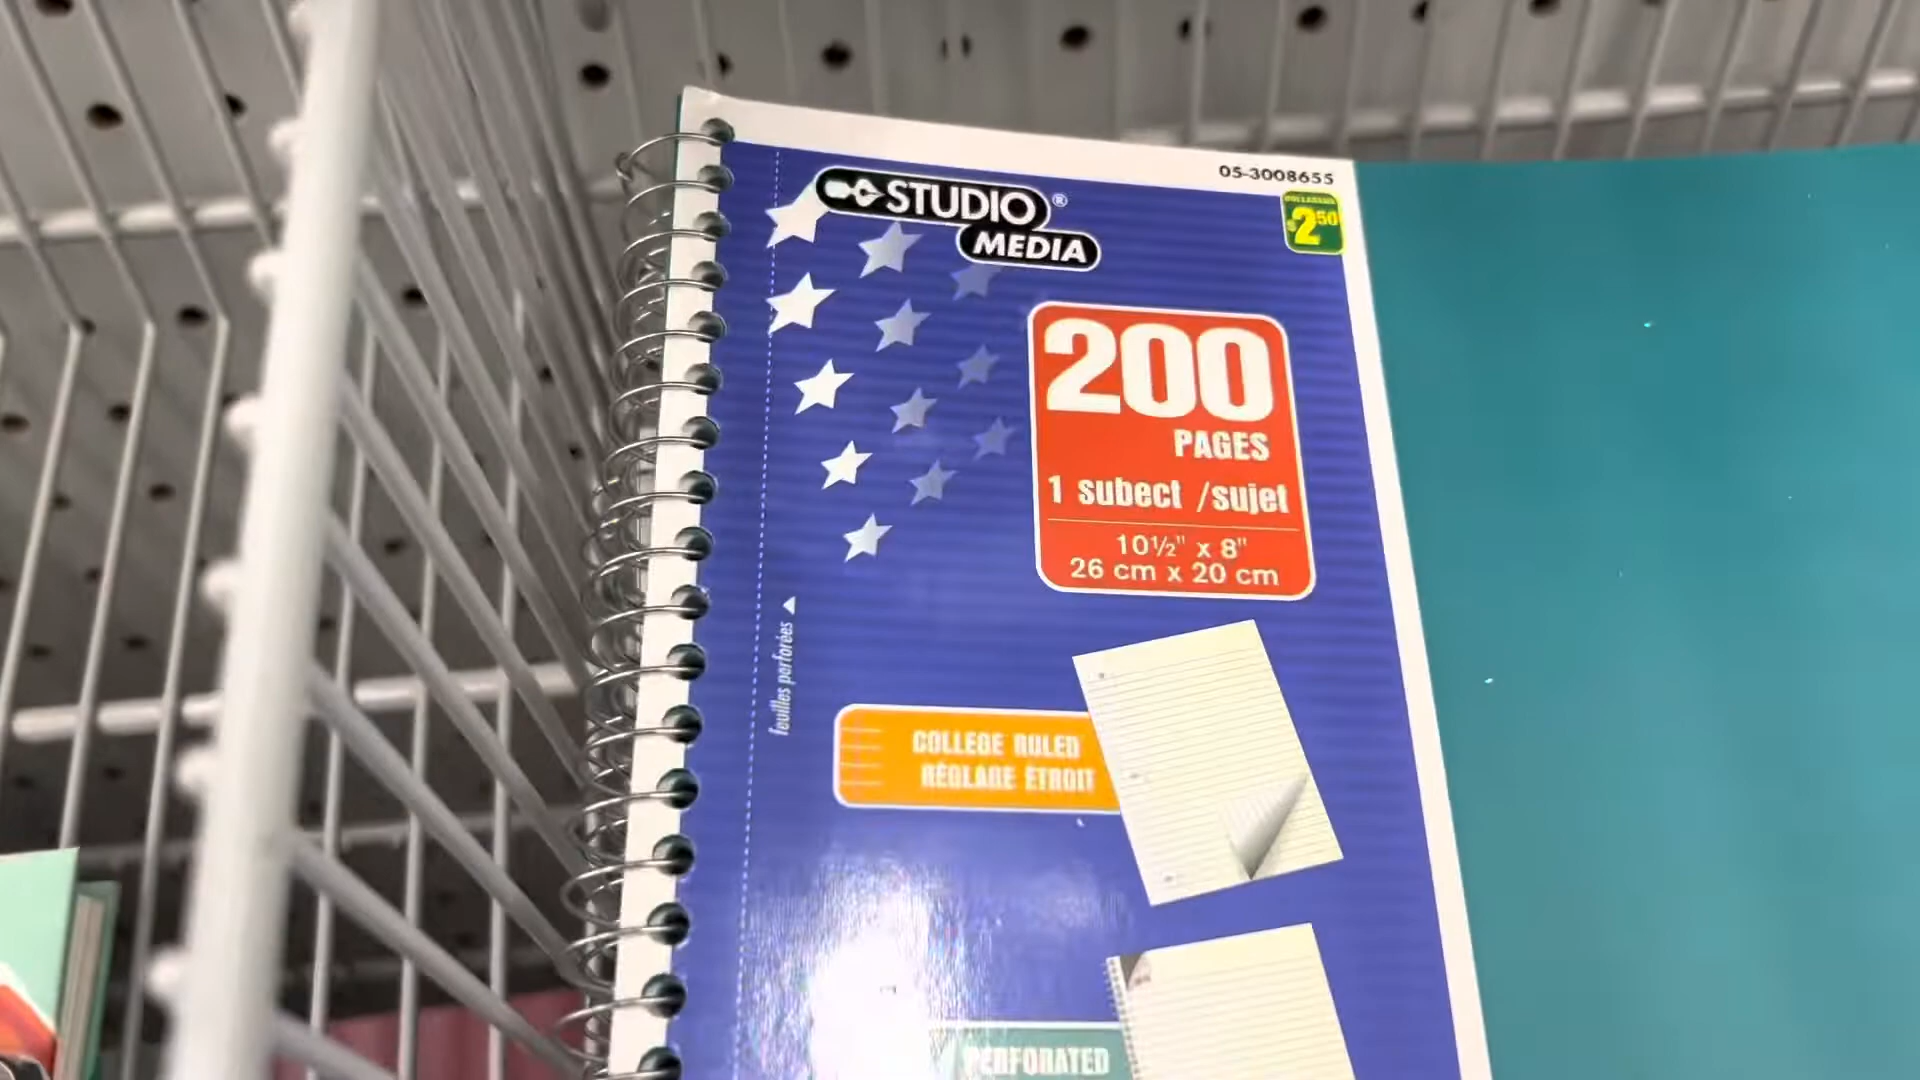 05-3008655
STUDIO®
MEDIA
DOLLARAMA
$2.50
200
PAGES
1 subect /sujet
10½" x 8"
26 cm x 20 cm
feuilles perforées
COLLEGE RULED
RÉGLAGE ÉTROIT
PERFORATED